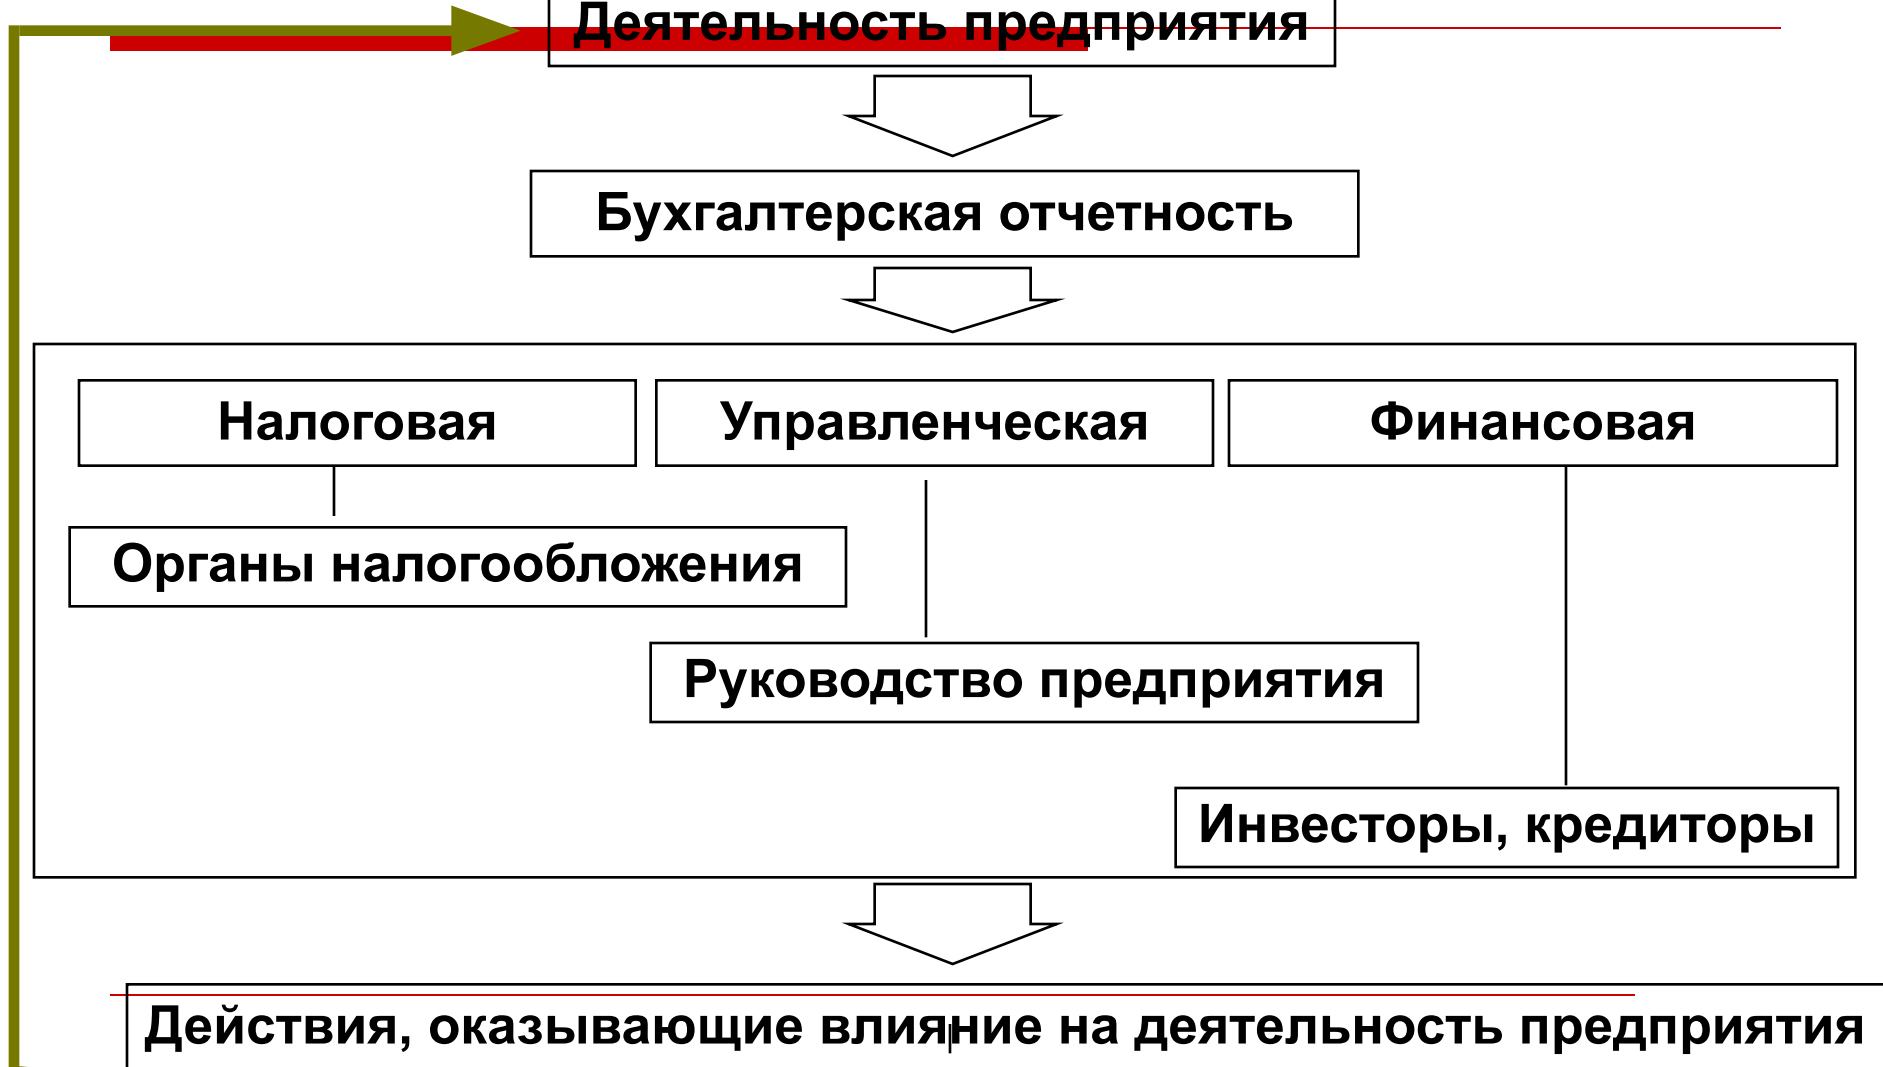 Деятельность предприятия
Бухгалтерская отчетность
Налоговая
Управленческая
Финансовая
Органы налогообложения
Руководство предприятия
Инвесторы, кредиторы
Действия, оказывающие влияние на деятельность предприятия